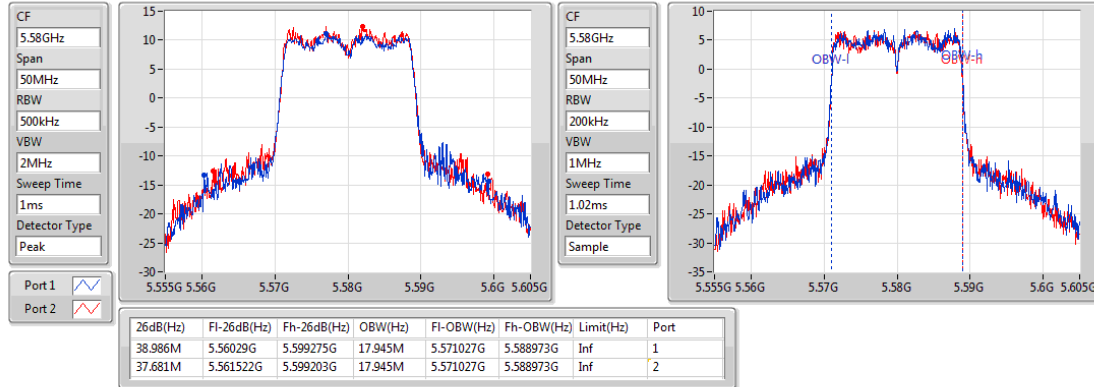 CF
5.58GHz
Span
50MHz
RBW
500kHz
VBW
2MHz
Sweep Time
1ms
Detector Type
Peak
Port 1
Port 2
15
10
5
0
-5
-10
-15
-20
-25
-30
5.555G 5.56G 5.57G 5.58G 5.59G 5.605G
CF
5.58GHz
Span
50MHz
RBW
200kHz
VBW
1MHz
Sweep Time
1.02ms
Detector Type
Sample
10
5
0
-5
-10
-15
-20
-25
-30
-35
OBW-l
OBW-h
OBW-h
5.555G 5.56G 5.57G 5.58G 5.59G 5.6G 5.605G
26dB(Hz) Fl-26dB(Hz) Fh-26dB(Hz) OBW(Hz) Fl-OBW(Hz) Fh-OBW(Hz) Limit(Hz) Port
38.986M 5.56029G 5.599275G 17.945M 5.571027G 5.588973G Inf 1
37.681M 5.561522G 5.599203G 17.945M 5.571027G 5.588973G Inf 2